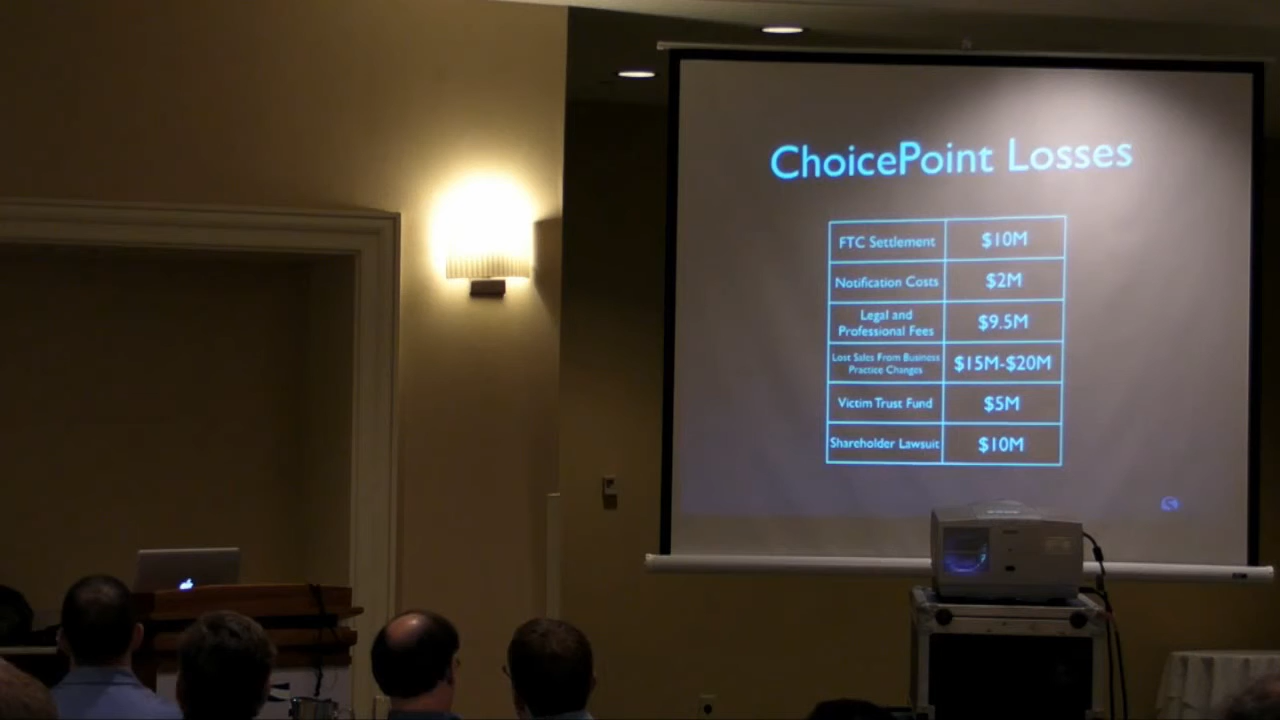 ChoicePoint Losses
FTC Settlement $10M
Notification Costs $2M
Legal and
Professional Fees $9.5M
Lost Sales From Business
Practice Changes $15M-$20M
Victim Trust Fund $5M
Shareholder Lawsuit $10M